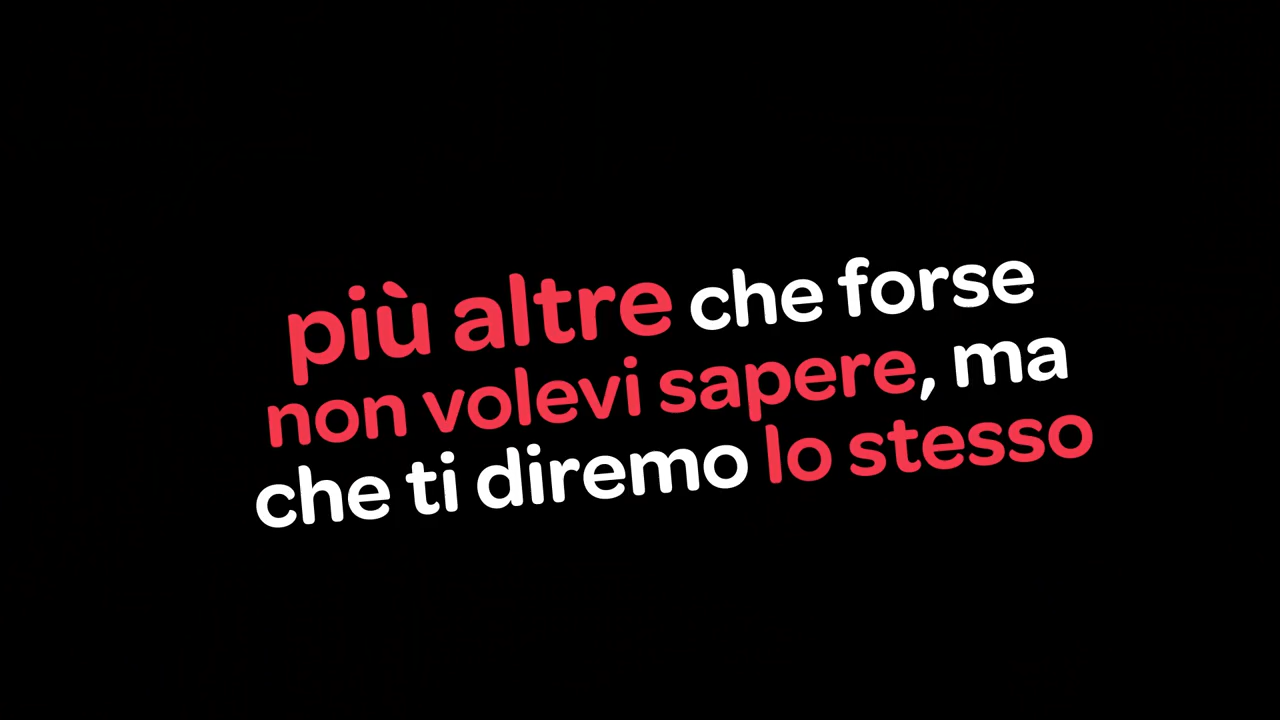 più altre che forse
non volevi sapere, ma
che ti diremo lo stesso